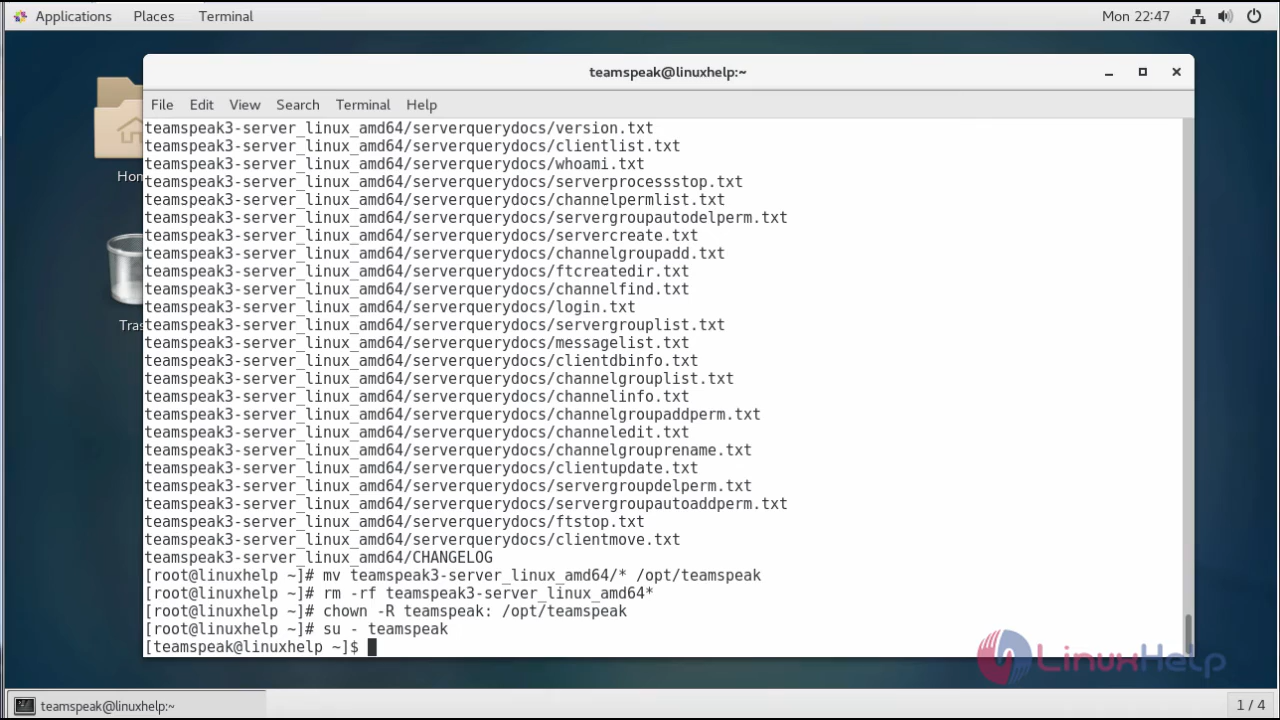 Applications Places Terminal Mon 22:47
teamspeak@linuxhelp:~
File Edit View Search Terminal Help
teamspeak3-server_linux_amd64/serverquerydocs/version.txt
teamspeak3-server_linux_amd64/serverquerydocs/clientlist.txt
teamspeak3-server_linux_amd64/serverquerydocs/whoami.txt
teamspeak3-server_linux_amd64/serverquerydocs/serverprocessstop.txt
teamspeak3-server_linux_amd64/serverquerydocs/channelpermlist.txt
teamspeak3-server_linux_amd64/serverquerydocs/servergroupautodelperm.txt
teamspeak3-server_linux_amd64/serverquerydocs/servercreate.txt
teamspeak3-server_linux_amd64/serverquerydocs/channelgroupadd.txt
teamspeak3-server_linux_amd64/serverquerydocs/ftcreatedir.txt
teamspeak3-server_linux_amd64/serverquerydocs/channelfind.txt
teamspeak3-server_linux_amd64/serverquerydocs/login.txt
teamspeak3-server_linux_amd64/serverquerydocs/servergrouplist.txt
teamspeak3-server_linux_amd64/serverquerydocs/messagelist.txt
teamspeak3-server_linux_amd64/serverquerydocs/clientdbinfo.txt
teamspeak3-server_linux_amd64/serverquerydocs/channelgrouplist.txt
teamspeak3-server_linux_amd64/serverquerydocs/channelinfo.txt
teamspeak3-server_linux_amd64/serverquerydocs/channelgroupaddperm.txt
teamspeak3-server_linux_amd64/serverquerydocs/channeledit.txt
teamspeak3-server_linux_amd64/serverquerydocs/channelgrouprename.txt
teamspeak3-server_linux_amd64/serverquerydocs/clientupdate.txt
teamspeak3-server_linux_amd64/serverquerydocs/servergroupdelperm.txt
teamspeak3-server_linux_amd64/serverquerydocs/servergroupautoaddperm.txt
teamspeak3-server_linux_amd64/serverquerydocs/ftstop.txt
teamspeak3-server_linux_amd64/serverquerydocs/clientmove.txt
teamspeak3-server_linux_amd64/CHANGELOG
[root@linuxhelp ~]# mv teamspeak3-server_linux_amd64/* /opt/teamspeak
[root@linuxhelp ~]# rm -rf teamspeak3-server_linux_amd64*
[root@linuxhelp ~]# chown -R teamspeak: /opt/teamspeak
[root@linuxhelp ~]# su - teamspeak
[teamspeak@linuxhelp ~]$
Hom
Tras
LinuxHelp
teamspeak@linuxhelp:~
1 / 4